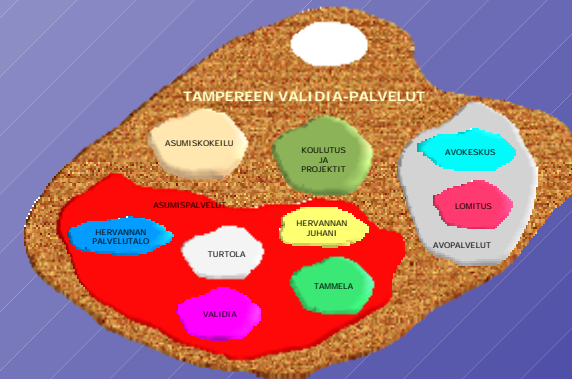 TAMPEREEN VALIDIA-PALVELUT
ASUMISKOKEILU
KOULUTUS
JA
PROJEKTIT
AVOKESKUS
LOMITUS
AVOPALVELUT
ASUMISPALVELUT
HERVANNAN
PALVELUTALO
TURTOLA
HERVANNAN
JUHANI
TAMMELA
VALIDIA